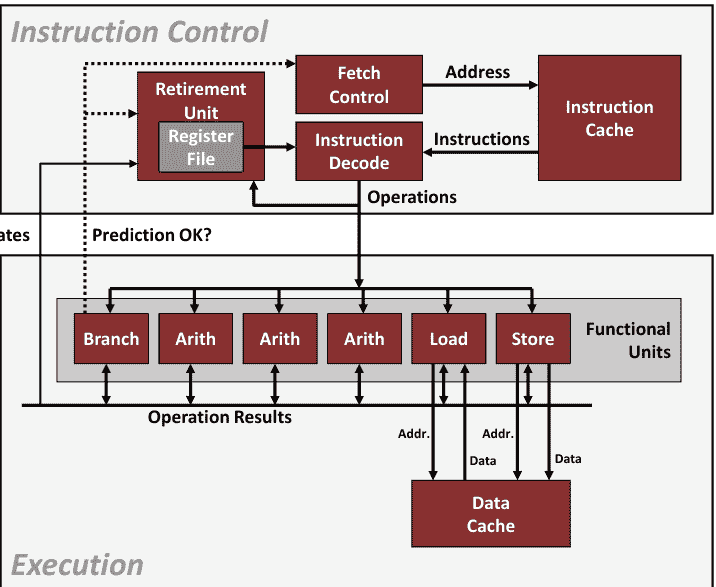 Instruction Control
Retirement
Unit
Register
File
Fetch
Control
Address
Instruction
Cache
Instruction
Decode
Instructions
Operations
ates
Prediction OK?
Branch
Arith
Arith
Arith
Load
Store
Functional
Units
Operation Results
Addr.
Addr.
Data
Data
Data
Cache
Execution